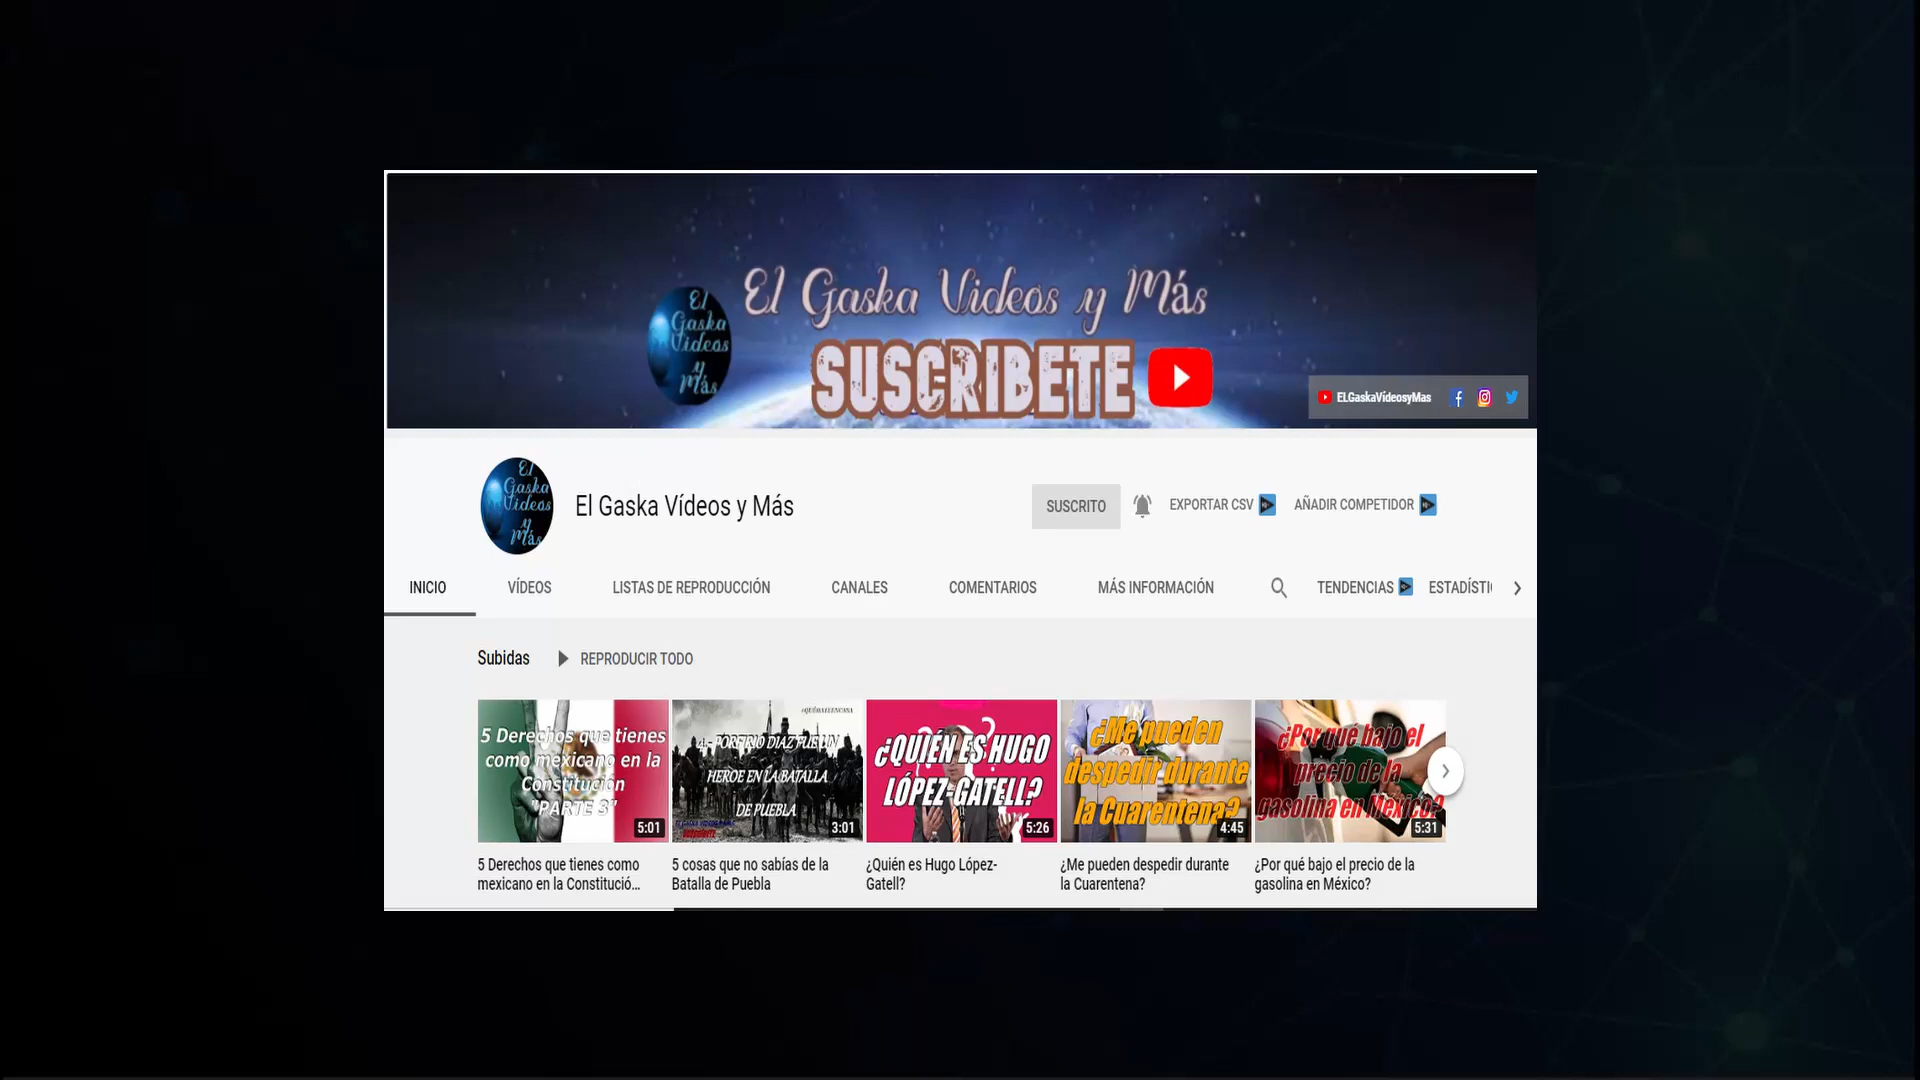 El Gaska Videos y Más
El
Gaska
Videos
y
Más
SUSCRIBETE
ELGaskaVídeosyMas
El
Gaska
Videos
y
Más
El Gaska Vídeos y Más
SUSCRITO
EXPORTAR CSV
AÑADIR COMPETIDOR
INICIO
VÍDEOS
LISTAS DE REPRODUCCIÓN
CANALES
COMENTARIOS
MÁS INFORMACIÓN
TENDENCIAS
ESTADÍSTI
Subidas
REPRODUCIR TODO
5 Derechos que tienes
como mexicano en la
Constitución
"PARTE 3"
5:01
4.- PORFIRIO DIAZ FUE UN
HEROE EN LA BATALLA
DE PUEBLA
3:01
¿QUIÉN ES HUGO
LÓPEZ-GATELL?
5:26
¿Me pueden
despedir durante
la Cuarentena?
4:45
¿Por qué bajo el
precio de la
gasolina en México?
5:31
5 Derechos que tienes como
mexicano en la Constitució...
5 cosas que no sabías de la
Batalla de Puebla
¿Quién es Hugo López-
Gatell?
¿Me pueden despedir durante
la Cuarentena?
¿Por qué bajo el precio de la
gasolina en México?